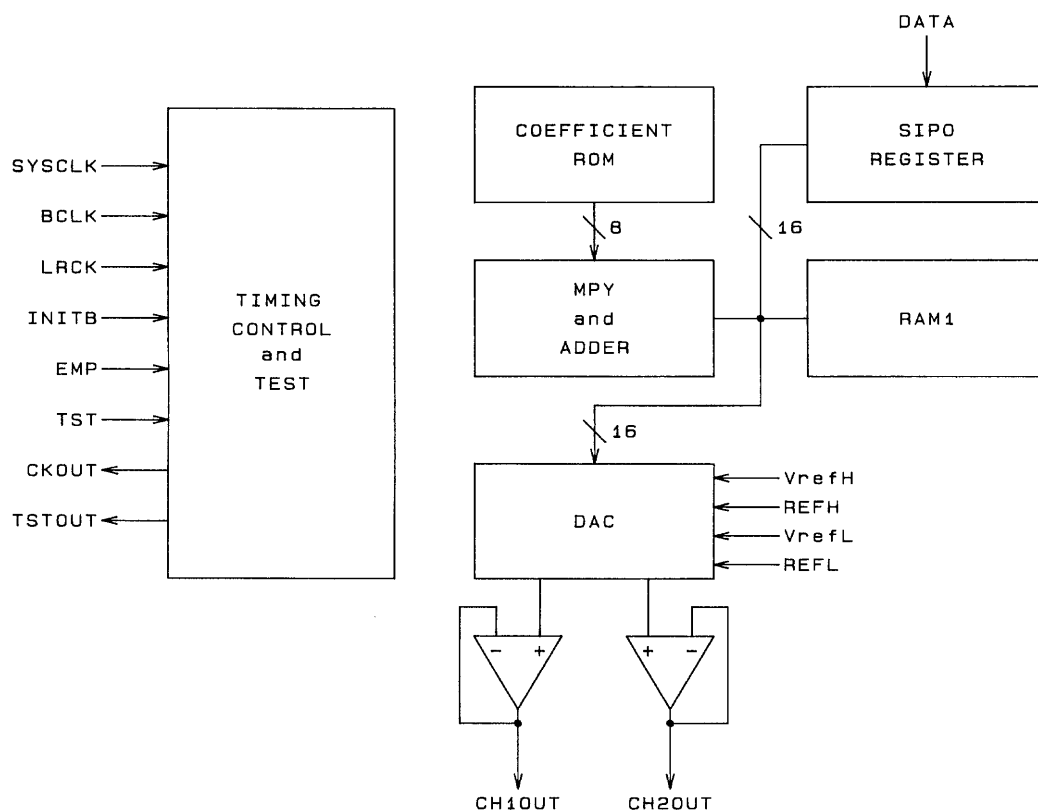 DATA
COEFFICIENT
ROM
SIPO
REGISTER
SYSCLK
BCLK
LRCK
INITB
EMP
TST
CKOUT
TSTOUT
TIMING
CONTROL
and
TEST
8
16
MPY
and
ADDER
RAM1
16
DAC
VrefH
REFH
VrefL
REFL
- +
+ -
CH1OUT
CH2OUT